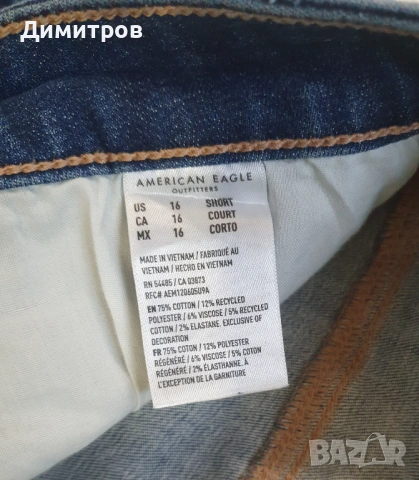 Димитров
AMERICAN EAGLE
OUTFITTERS
US 16 SHORT
CA 16 COURT
MX 16 CORTO
MADE IN VIETNAM / FABRIQUÉ AU
VIETNAM / HECHO EN VIETNAM
RN 54485 / CA 03873
RFC# AEM1206050U9A
EN 75% COTTON / 12% RECYCLED
POLYESTER / 6% VISCOSE / 5% RECYCLED
COTTON / 2% ELASTANE. EXCLUSIVE OF
DECORATION
FR 75% COTON / 12% POLYESTER
RÉGÉNÉRÉ / 6% VISCOSE / 5% COTON
RÉGÉNÉRÉ / 2% ÉLASTHANNE. À
L'EXCEPTION DE LA GARNITURE
BAZAR.bg